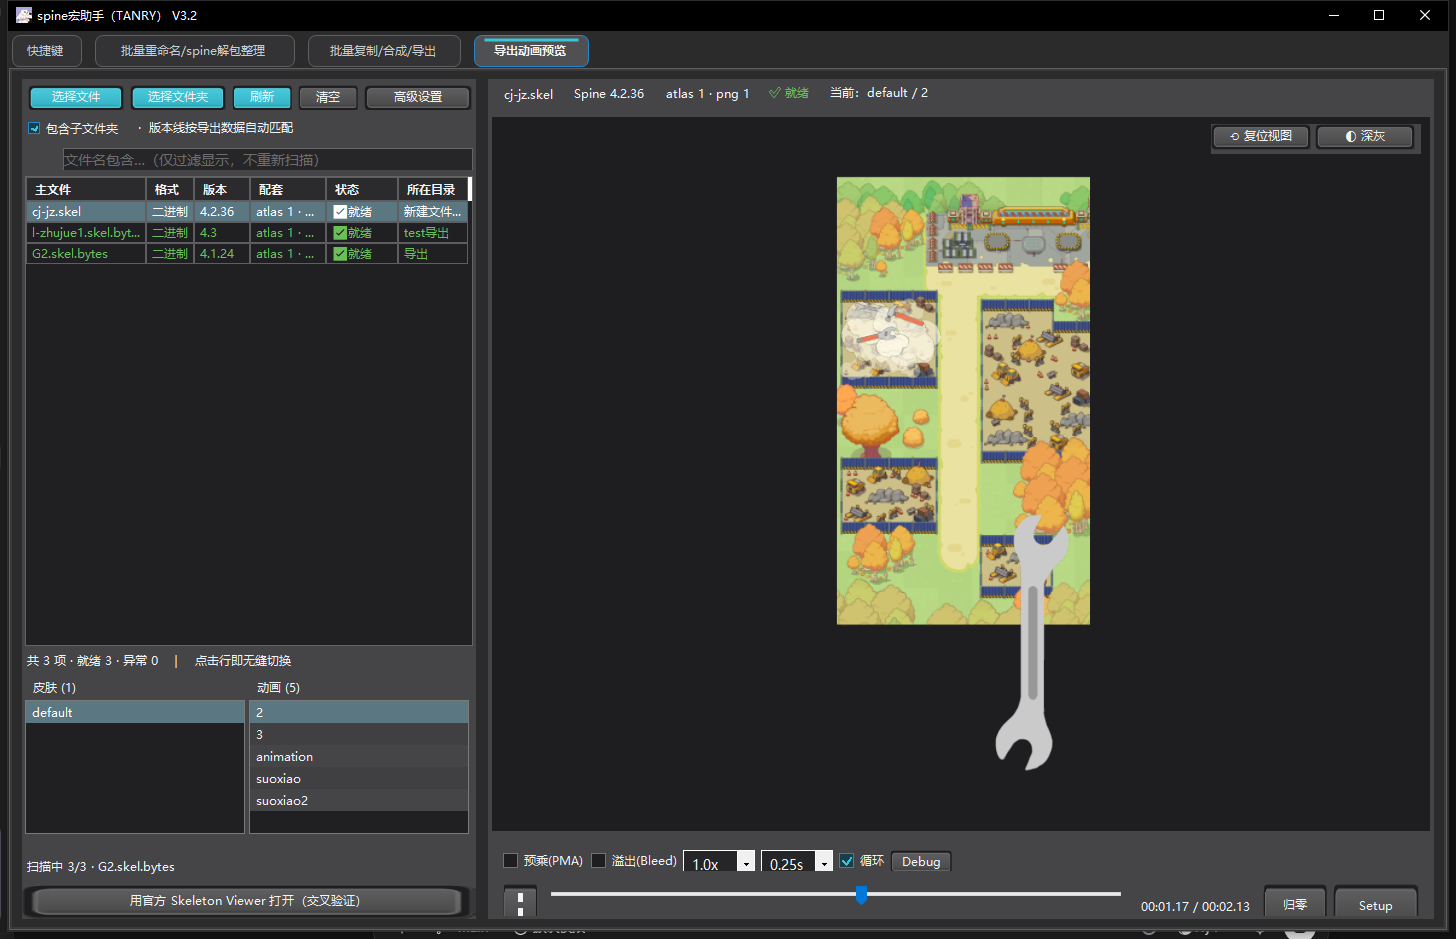 spine宏助手（TANRY） V3.2
快捷键 批量重命名/spine解包整理 批量复制/合成/导出 导出动画预览
选择文件 选择文件夹 刷新 清空 高级设置
包含子文件夹 · 版本线按导出数据自动匹配
文件名包含...（仅过滤显示，不重新扫描）
主文件 格式 版本 配套 状态 所在目录
cj-jz.skel 二进制 4.2.36 atlas 1 · ... 就绪 新建文件...
l-zhujue1.skel.byt... 二进制 4.3 atlas 1 · ... 就绪 test导出
G2.skel.bytes 二进制 4.1.24 atlas 1 · ... 就绪 导出
共 3 项 · 就绪 3 · 异常 0 | 点击行即无缝切换
皮肤 (1) 动画 (5)
default 2
3
animation
suoxiao
suoxiao2
扫描中 3/3 · G2.skel.bytes
用官方 Skeleton Viewer 打开（交叉验证）
cj-jz.skel Spine 4.2.36 atlas 1 · png 1 就绪 当前：default / 2
复位视图 深灰
预乘(PMA) 溢出(Bleed) 1.0x 0.25s 循环 Debug
00:01.17 / 00:02.13 归零 Setup